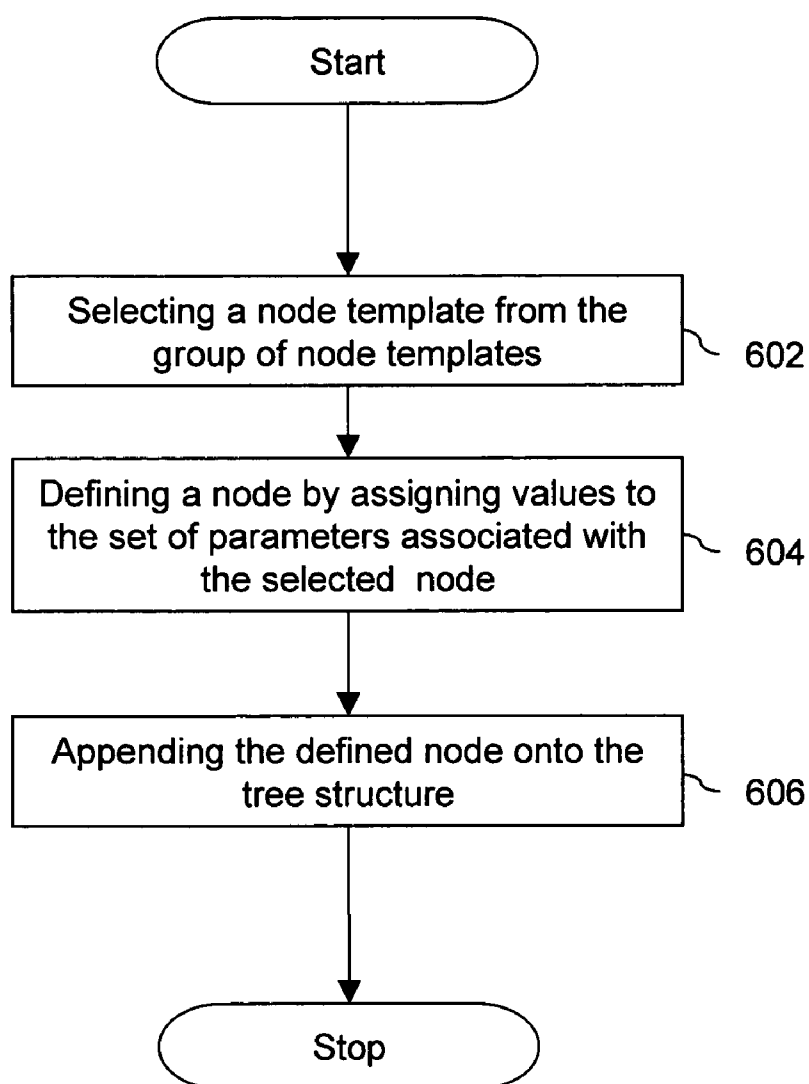 Start
Selecting a node template from the
group of node templates
602
Defining a node by assigning values to
the set of parameters associated with
the selected node
604
Appending the defined node onto the
tree structure
606
Stop